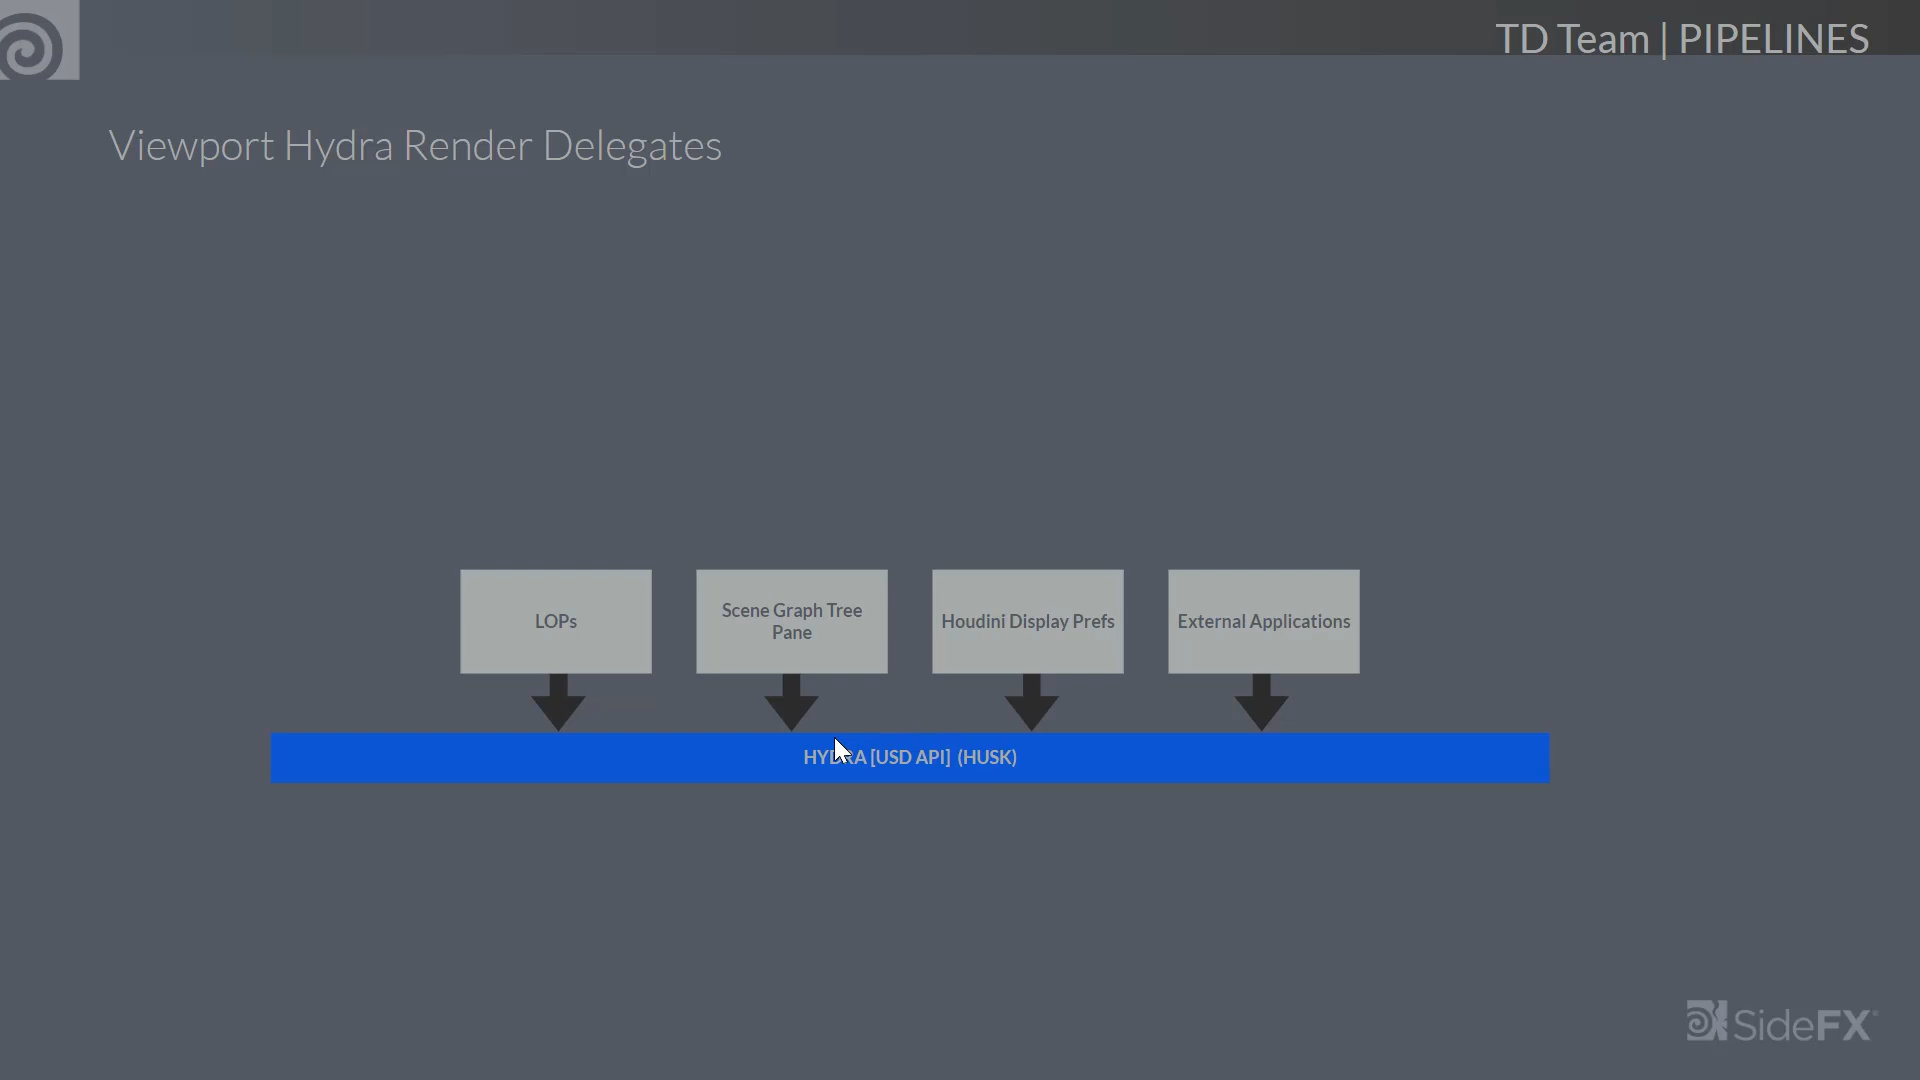 TD Team | PIPELINES
Viewport Hydra Render Delegates
LOPs
Scene Graph Tree
Pane
Houdini Display Prefs
External Applications
HYDRA [USD API] (HUSK)
SideFX